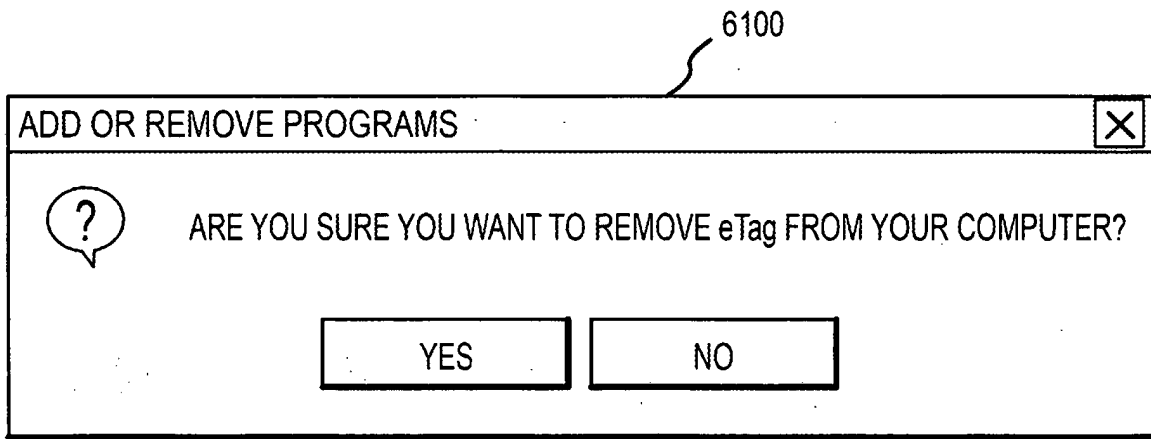 6100
ADD OR REMOVE PROGRAMS X
?
ARE YOU SURE YOU WANT TO REMOVE eTag FROM YOUR COMPUTER?
YES NO